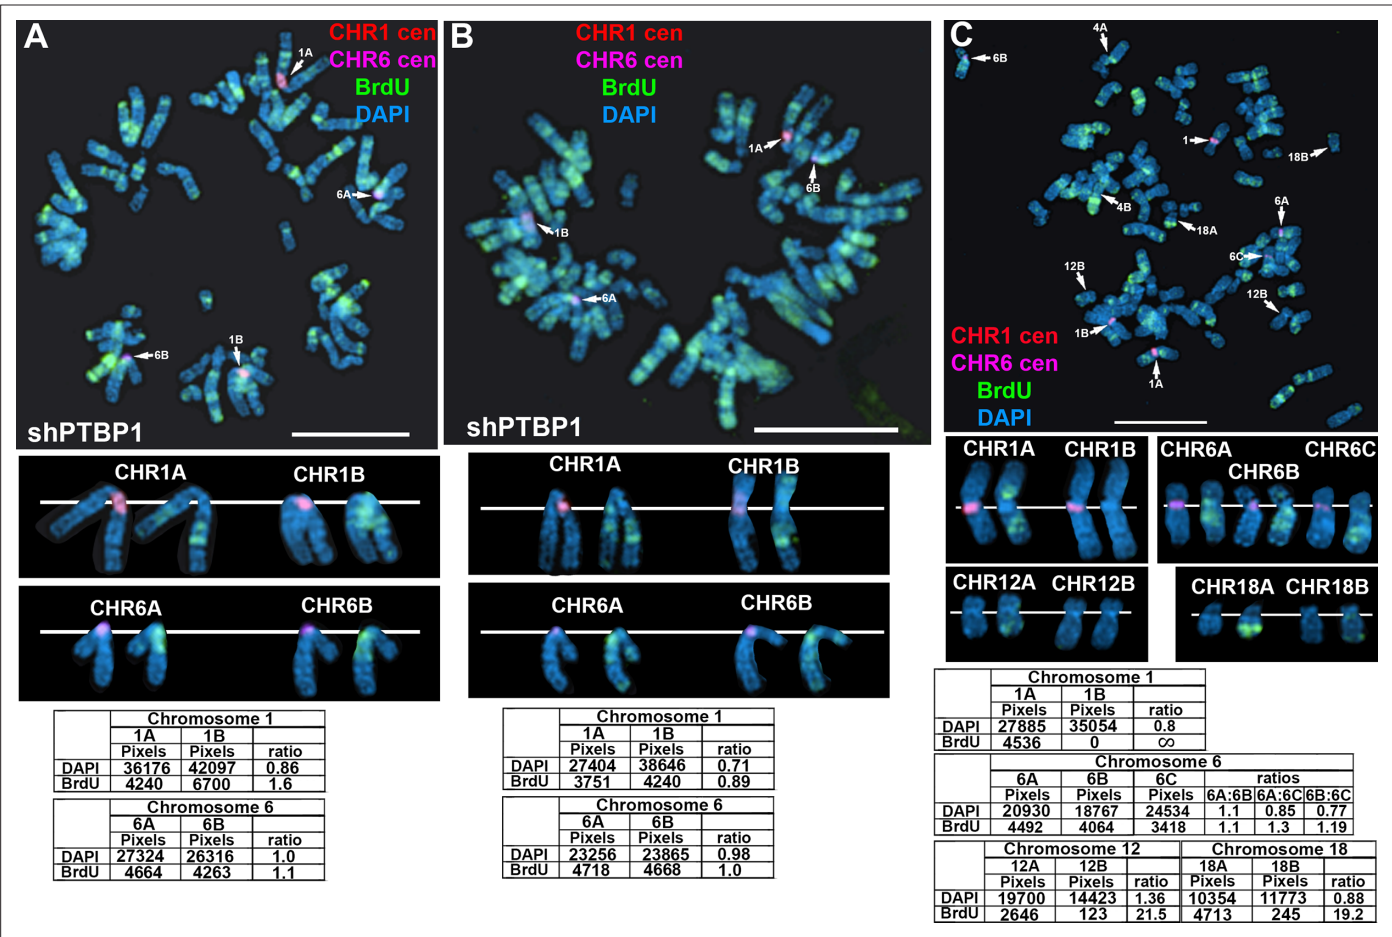 A
CHR1 cen
CHR6 cen
BrdU
DAPI
1A
6A
6B
1B
shPTBP1
CHR1A CHR1B
CHR6A CHR6B
Chromosome 1
1A 1B
Pixels Pixels ratio
DAPI 36176 42097 0.86
BrdU 4240 6700 1.6
Chromosome 6
6A 6B
Pixels Pixels ratio
DAPI 27324 26316 1.0
BrdU 4664 4263 1.1
B
CHR1 cen
CHR6 cen
BrdU
DAPI
1A
6B
1B
6A
shPTBP1
CHR1A CHR1B
CHR6A CHR6B
Chromosome 1
1A 1B
Pixels Pixels ratio
DAPI 27404 38646 0.71
BrdU 3751 4240 0.89
Chromosome 6
6A 6B
Pixels Pixels ratio
DAPI 23256 23865 0.98
BrdU 4718 4668 1.0
C
4A
6B
1
18B
4B
18A
6A
6C
12B
12B
1B
1A
CHR1 cen
CHR6 cen
BrdU
DAPI
CHR1A CHR1B
CHR6A CHR6C
CHR6B
CHR12A CHR12B
CHR18A CHR18B
Chromosome 1
1A 1B
Pixels Pixels ratio
DAPI 27885 35054 0.8
BrdU 4536 0 ∞
Chromosome 6
6A 6B 6C ratios
Pixels Pixels Pixels 6A:6B 6A:6C 6B:6C
DAPI 20930 18767 24534 1.1 0.85 0.77
BrdU 4492 4064 3418 1.1 1.3 1.19
Chromosome 12 Chromosome 18
12A 12B 18A 18B
Pixels Pixels ratio Pixels Pixels ratio
DAPI 19700 14423 1.36 10354 11773 0.88
BrdU 2646 123 21.5 4713 245 19.2